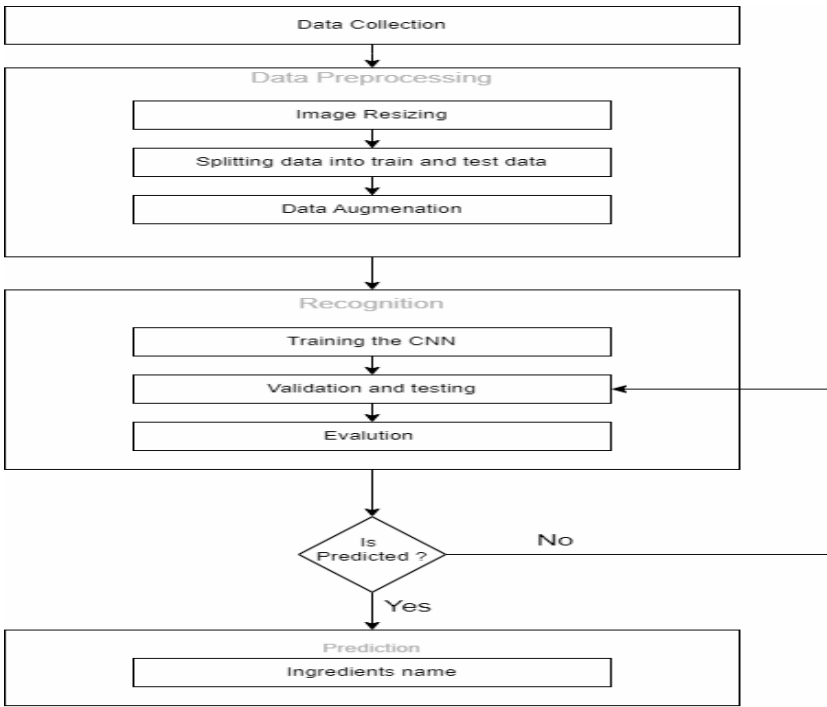 Data Collection
Data Preprocessing
Image Resizing
Splitting data into train and test data
Data Augmenation
Recognition
Training the CNN
Validation and testing
Evalution
Is
Predicted ?
No
Yes
Prediction
Ingredients name